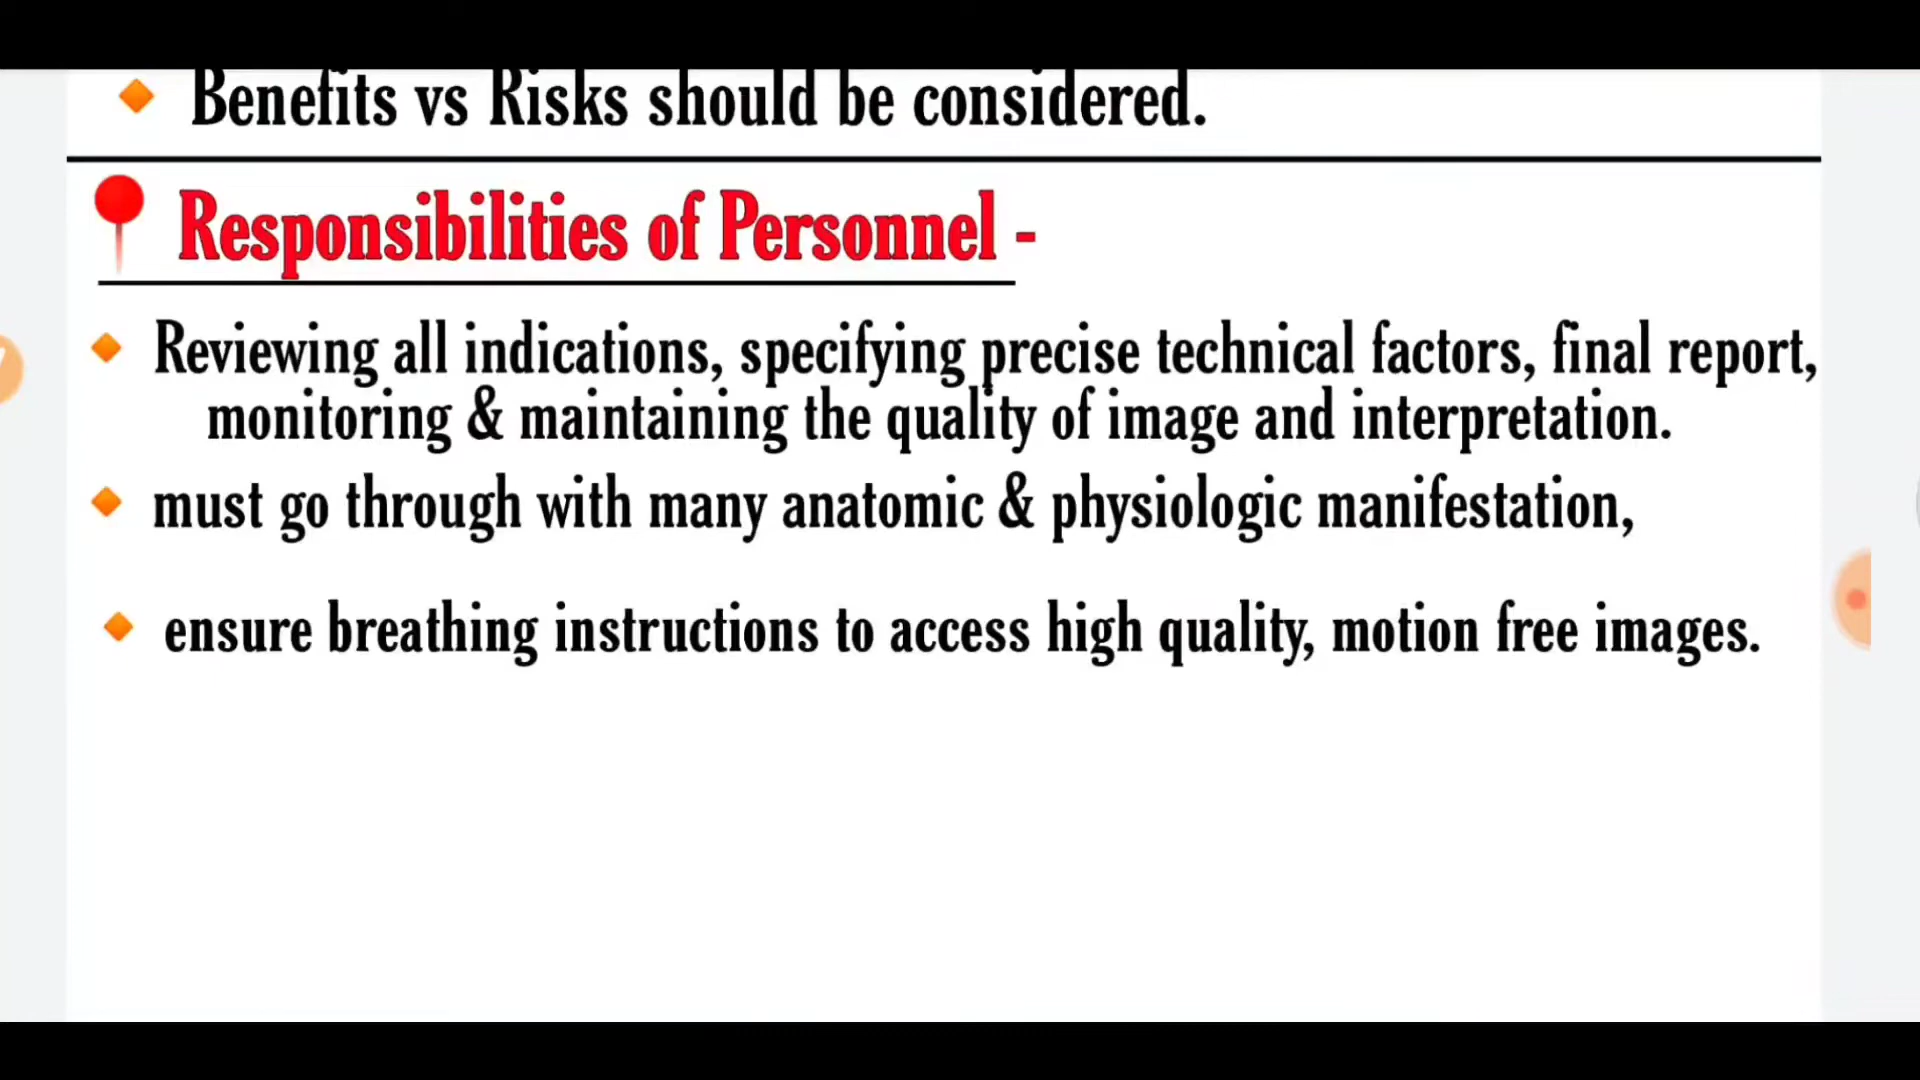 Benefits vs Risks should be considered.
Responsibilities of Personnel -
Reviewing all indications, specifying precise technical factors, final report,
monitoring & maintaining the quality of image and interpretation.
must go through with many anatomic & physiologic manifestation,
ensure breathing instructions to access high quality, motion free images.